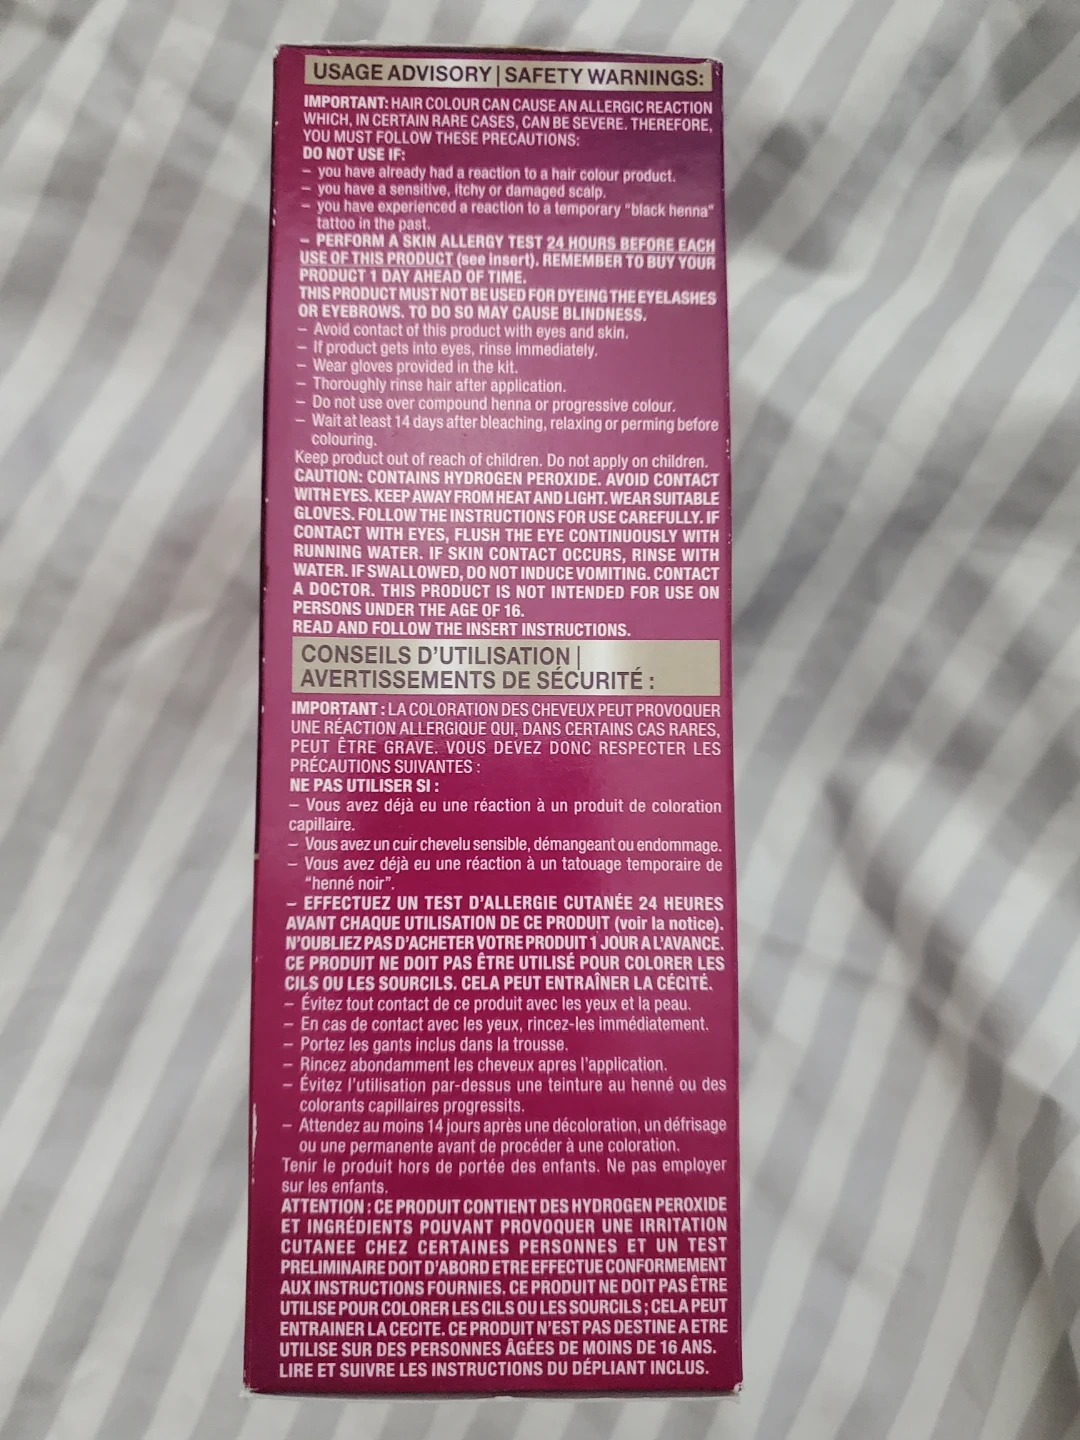 USAGE ADVISORY | SAFETY WARNINGS:
IMPORTANT: HAIR COLOUR CAN CAUSE AN ALLERGIC REACTION
WHICH, IN CERTAIN RARE CASES, CAN BE SEVERE. THEREFORE,
YOU MUST FOLLOW THESE PRECAUTIONS:
DO NOT USE IF:
– you have already had a reaction to a hair colour product.
– you have a sensitive, itchy or damaged scalp.
– you have experienced a reaction to a temporary "black henna"
tattoo in the past.
– PERFORM A SKIN ALLERGY TEST 24 HOURS BEFORE EACH
USE OF THIS PRODUCT (see insert). REMEMBER TO BUY YOUR
PRODUCT 1 DAY AHEAD OF TIME.
THIS PRODUCT MUST NOT BE USED FOR DYEING THE EYELASHES
OR EYEBROWS. TO DO SO MAY CAUSE BLINDNESS.
– Avoid contact of this product with eyes and skin.
– If product gets into eyes, rinse immediately.
– Wear gloves provided in the kit.
– Thoroughly rinse hair after application.
– Do not use over compound henna or progressive colour.
– Wait at least 14 days after bleaching, relaxing or perming before
colouring.
Keep product out of reach of children. Do not apply on children.
CAUTION: CONTAINS HYDROGEN PEROXIDE. AVOID CONTACT
WITH EYES. KEEP AWAY FROM HEAT AND LIGHT. WEAR SUITABLE
GLOVES. FOLLOW THE INSTRUCTIONS FOR USE CAREFULLY. IF
CONTACT WITH EYES, FLUSH THE EYE CONTINUOUSLY WITH
RUNNING WATER. IF SKIN CONTACT OCCURS, RINSE WITH
WATER. IF SWALLOWED, DO NOT INDUCE VOMITING. CONTACT
A DOCTOR. THIS PRODUCT IS NOT INTENDED FOR USE ON
PERSONS UNDER THE AGE OF 16.
READ AND FOLLOW THE INSERT INSTRUCTIONS.
CONSEILS D'UTILISATION |
AVERTISSEMENTS DE SÉCURITÉ :
IMPORTANT : LA COLORATION DES CHEVEUX PEUT PROVOQUER
UNE RÉACTION ALLERGIQUE QUI, DANS CERTAINS CAS RARES,
PEUT ÊTRE GRAVE. VOUS DEVEZ DONC RESPECTER LES
PRÉCAUTIONS SUIVANTES :
NE PAS UTILISER SI :
– Vous avez déjà eu une réaction à un produit de coloration
capillaire.
– Vous avez un cuir chevelu sensible, démangeant ou endommage.
– Vous avez déjà eu une réaction à un tatouage temporaire de
"henné noir".
– EFFECTUEZ UN TEST D'ALLERGIE CUTANÉE 24 HEURES
AVANT CHAQUE UTILISATION DE CE PRODUIT (voir la notice).
N'OUBLIEZ PAS D'ACHETER VOTRE PRODUIT 1 JOUR A L'AVANCE.
CE PRODUIT NE DOIT PAS ÊTRE UTILISÉ POUR COLORER LES
CILS OU LES SOURCILS. CELA PEUT ENTRAÎNER LA CÉCITÉ.
– Évitez tout contact de ce produit avec les yeux et la peau.
– En cas de contact avec les yeux, rincez-les immédiatement.
– Portez les gants inclus dans la trousse.
– Rincez abondamment les cheveux apres l'application.
– Évitez l'utilisation par-dessus une teinture au henné ou des
colorants capillaires progressits.
– Attendez au moins 14 jours après une décoloration, un défrisage
ou une permanente avant de procéder à une coloration.
Tenir le produit hors de portée des enfants. Ne pas employer
sur les enfants.
ATTENTION : CE PRODUIT CONTIENT DES HYDROGEN PEROXIDE
ET INGRÉDIENTS POUVANT PROVOQUER UNE IRRITATION
CUTANEE CHEZ CERTAINES PERSONNES ET UN TEST
PRELIMINAIRE DOIT D'ABORD ETRE EFFECTUE CONFORMEMENT
AUX INSTRUCTIONS FOURNIES. CE PRODUIT NE DOIT PAS ÊTRE
UTILISE POUR COLORER LES CILS OU LES SOURCILS ; CELA PEUT
ENTRAINER LA CECITE. CE PRODUIT N'EST PAS DESTINE A ETRE
UTILISE SUR DES PERSONNES ÂGÉES DE MOINS DE 16 ANS.
LIRE ET SUIVRE LES INSTRUCTIONS DU DÉPLIANT INCLUS.